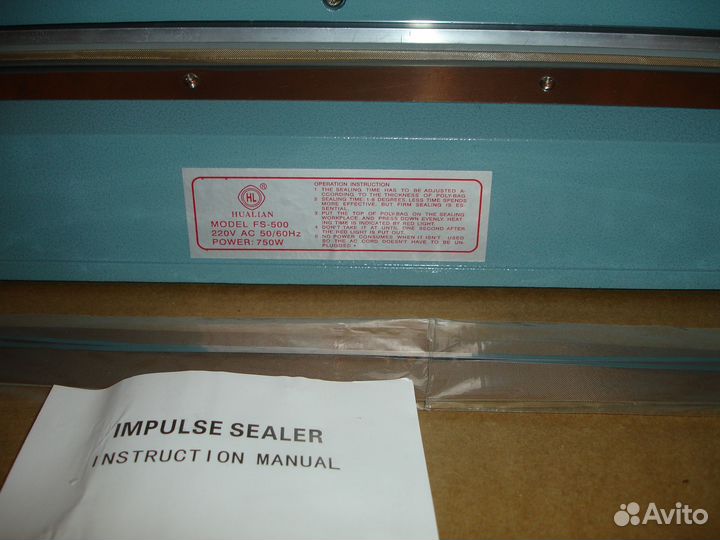 HL ®
HUALIAN
MODEL FS-500
220V AC 50/60Hz
POWER: 750W
OPERATION INSTRUCTION
1 THE SEALING TIME HAS TO BE ADJUSTED A-
CCORDING TO THE THICKNESS OF POLY-BAG
2 SEALING TIME: 1-8 DEGREES, LESS TIME SPENDS
MORE EFFECTIVE, BUT FIRM SEALING IS ES-
SENTIAL.
3 PUT THE TOP OF POLY-BAG ON THE SEALING
WORKPLACE, AND PRESS DOWN EVENLY, HEAT-
ING TIME IS INDICATED BY RED LIGHT.
4 DON'T TAKE IT AT UNTIL ONE SECOND AFTER
THE RED LIGHT IS PUT OUT.
5 NO POWER CONSUMES WHEN IT ISN'T USED
SO THE AC CORD DOESN'T HAVE TO BE UN-
PLUGGED
IMPULSE SEALER
INSTRUCTION MANUAL
Avito